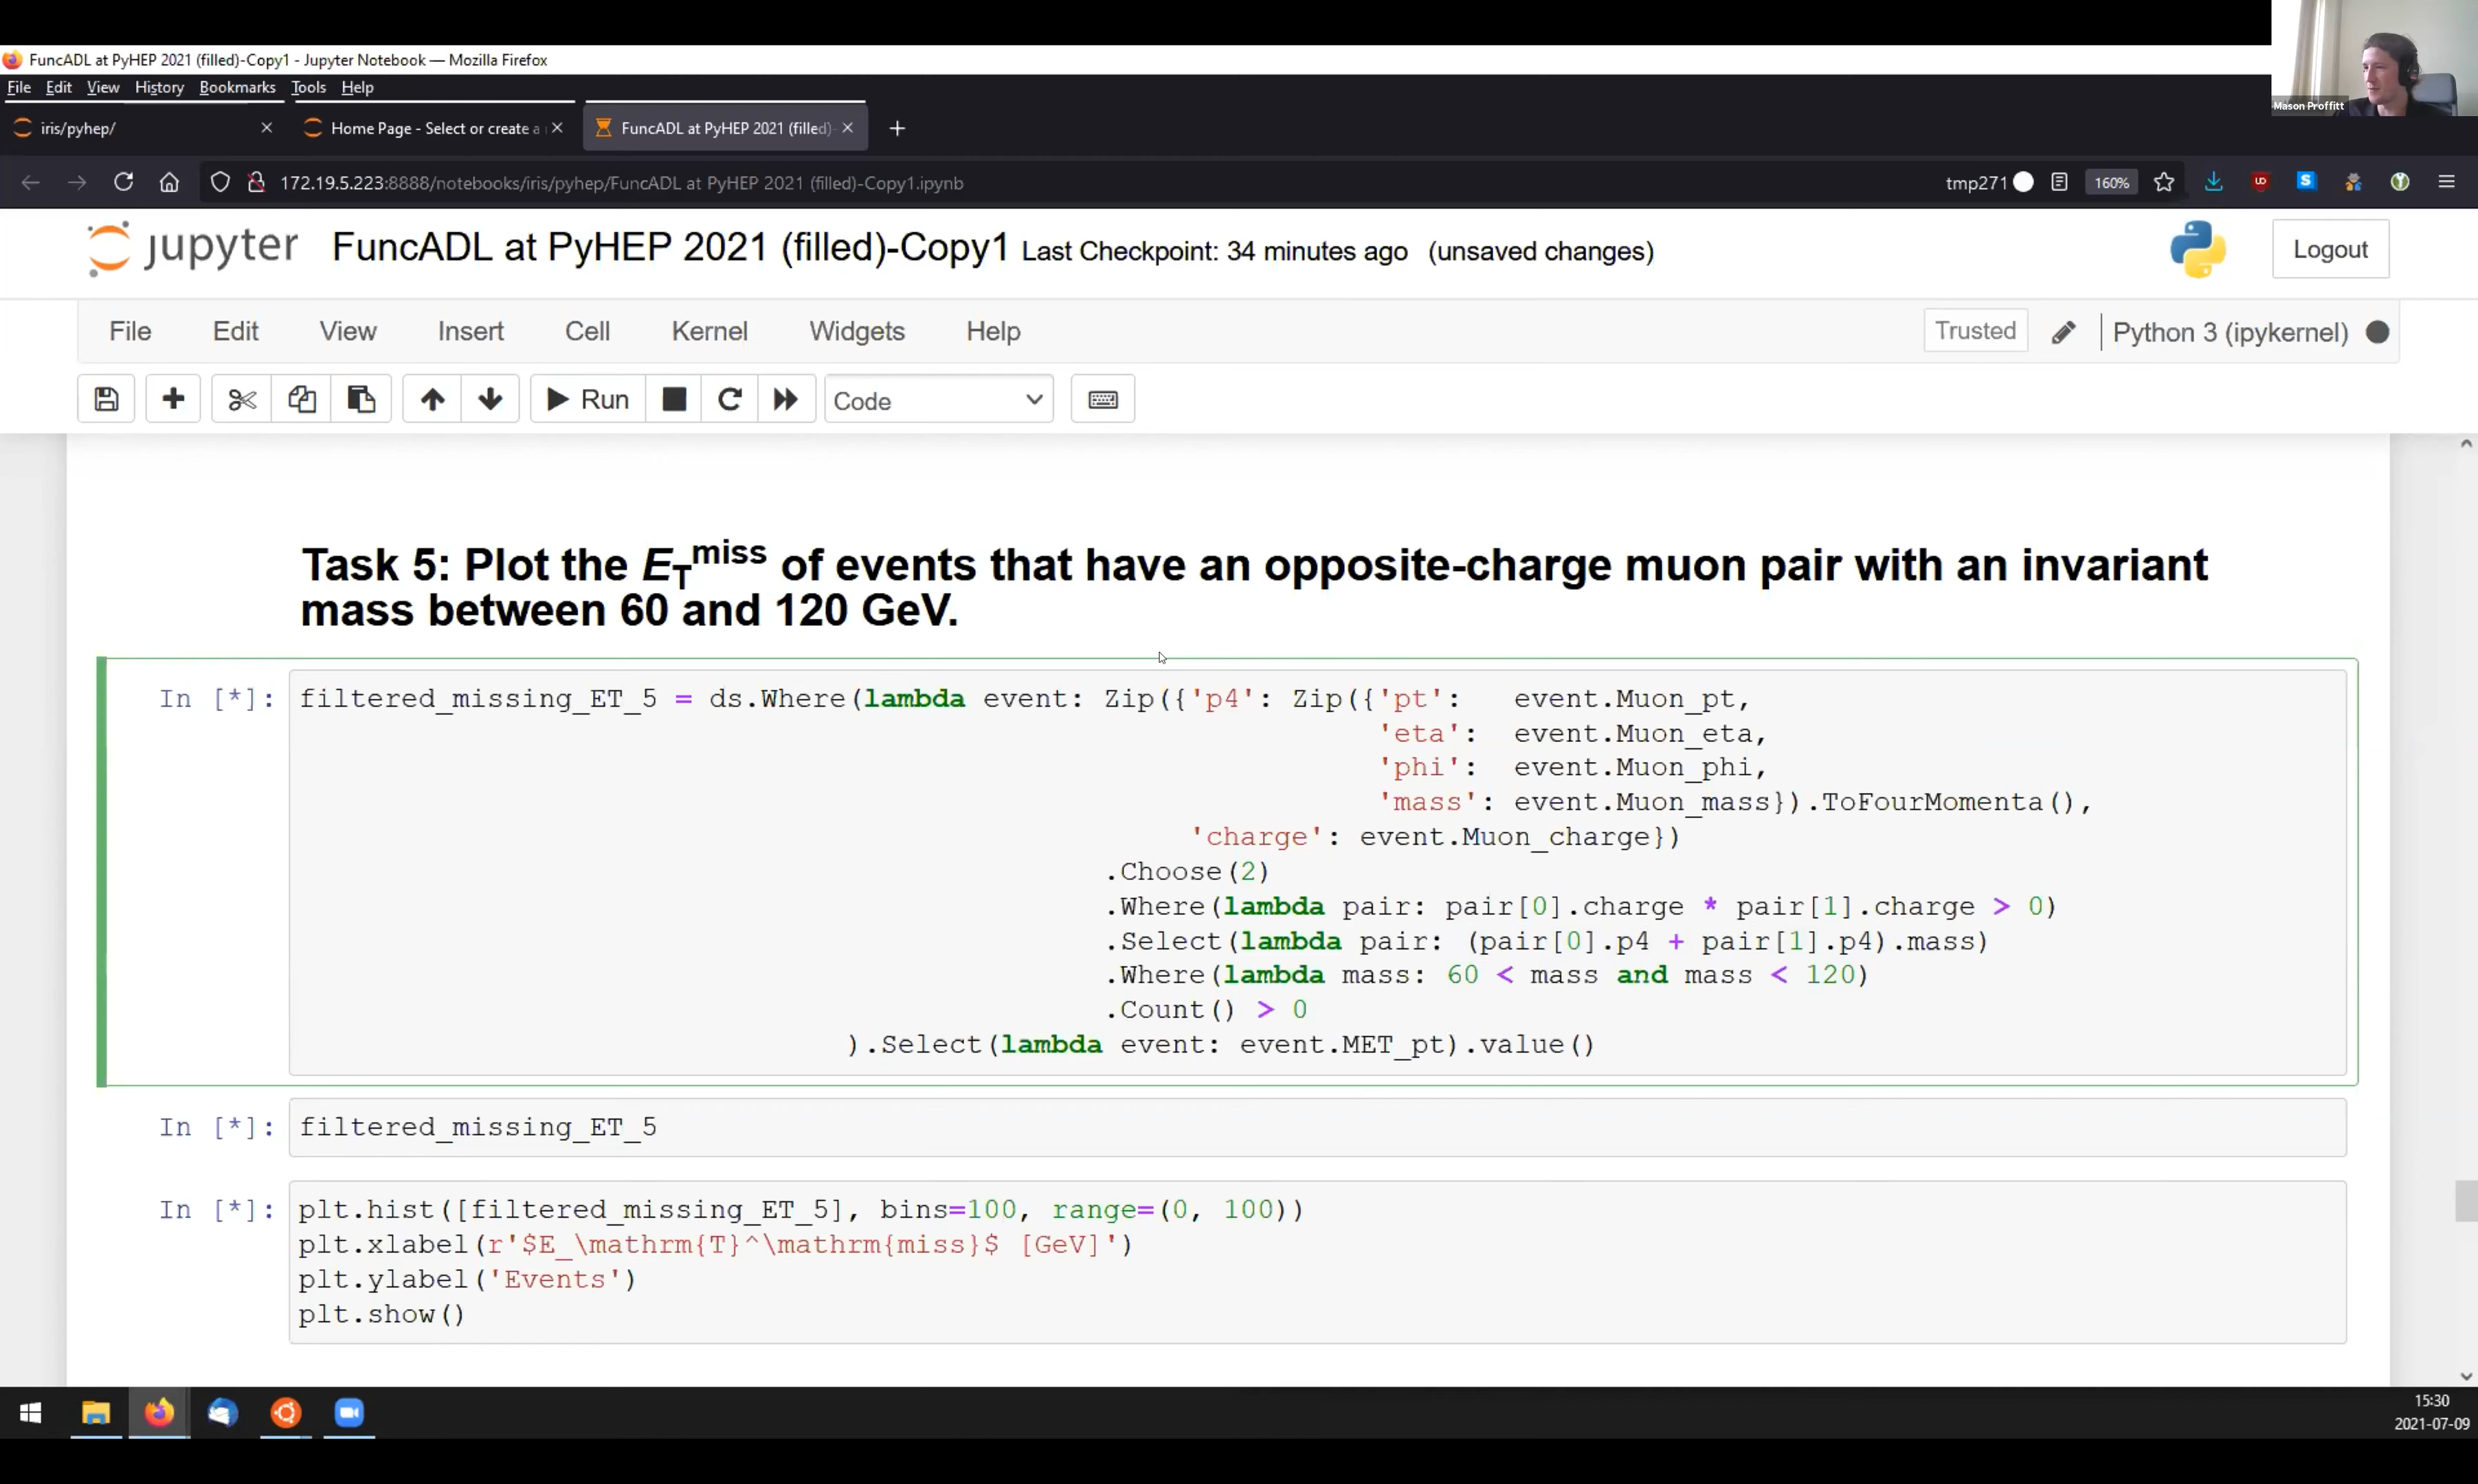 FuncADL at PyHEP 2021 (filled)-Copy1 - Jupyter Notebook — Mozilla Firefox
File Edit View History Bookmarks Tools Help
Mason Proffitt
iris/pyhep/
Home Page - Select or create a
FuncADL at PyHEP 2021 (filled)-
172.19.5.223:8888/notebooks/iris/pyhep/FuncADL at PyHEP 2021 (filled)-Copy1.ipynb
tmp271
160%
jupyter FuncADL at PyHEP 2021 (filled)-Copy1 Last Checkpoint: 34 minutes ago (unsaved changes)
Logout
File Edit View Insert Cell Kernel Widgets Help
Trusted
Python 3 (ipykernel)
Run
Code
Task 5: Plot the E_T^miss of events that have an opposite-charge muon pair with an invariant
mass between 60 and 120 GeV.
In [*]: filtered_missing_ET_5 = ds.Where(lambda event: Zip({'p4': Zip({'pt': event.Muon_pt,
'eta': event.Muon_eta,
'phi': event.Muon_phi,
'mass': event.Muon_mass}).ToFourMomenta(),
'charge': event.Muon_charge})
.Choose(2)
.Where(lambda pair: pair[0].charge * pair[1].charge > 0)
.Select(lambda pair: (pair[0].p4 + pair[1].p4).mass)
.Where(lambda mass: 60 < mass and mass < 120)
.Count() > 0
).Select(lambda event: event.MET_pt).value()
In [*]: filtered_missing_ET_5
In [*]: plt.hist([filtered_missing_ET_5], bins=100, range=(0, 100))
plt.xlabel(r'$E_\mathrm{T}^\mathrm{miss}$ [GeV]')
plt.ylabel('Events')
plt.show()
15:30
2021-07-09